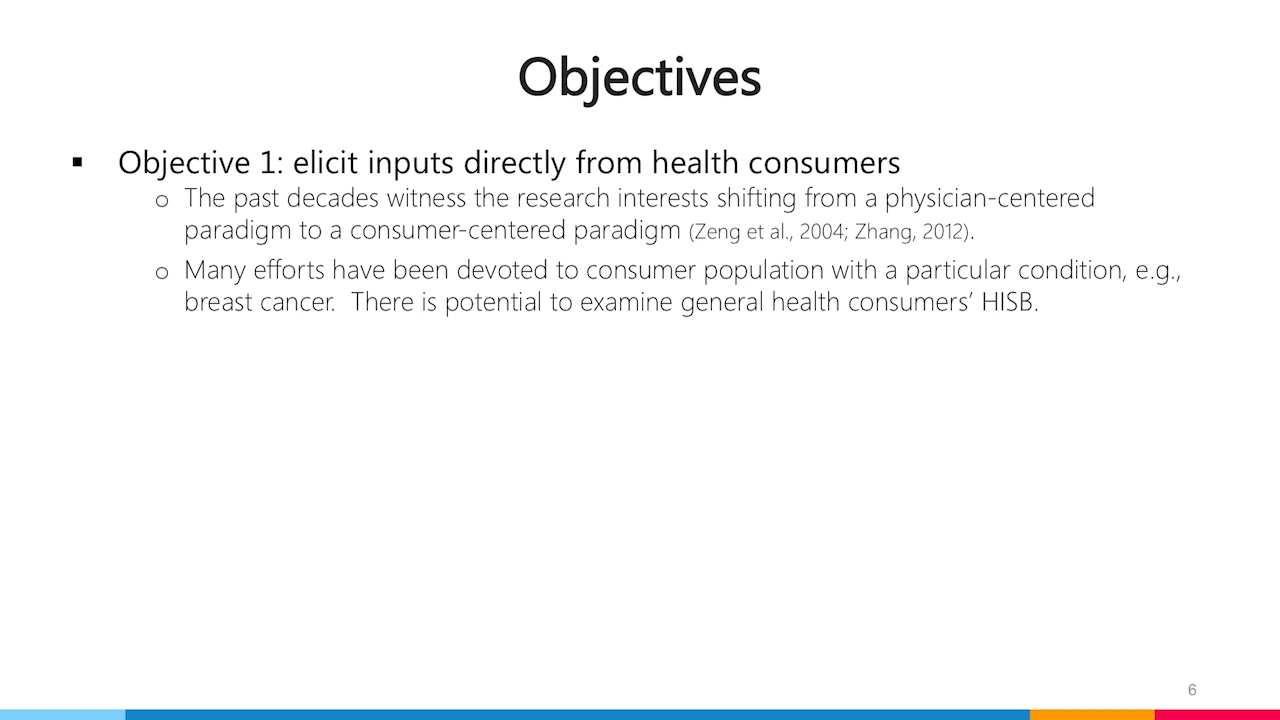 Objectives
▪ Objective 1: elicit inputs directly from health consumers
o The past decades witness the research interests shifting from a physician-centered
paradigm to a consumer-centered paradigm (Zeng et al., 2004; Zhang, 2012).
o Many efforts have been devoted to consumer population with a particular condition, e.g.,
breast cancer.  There is potential to examine general health consumers’ HISB.
6